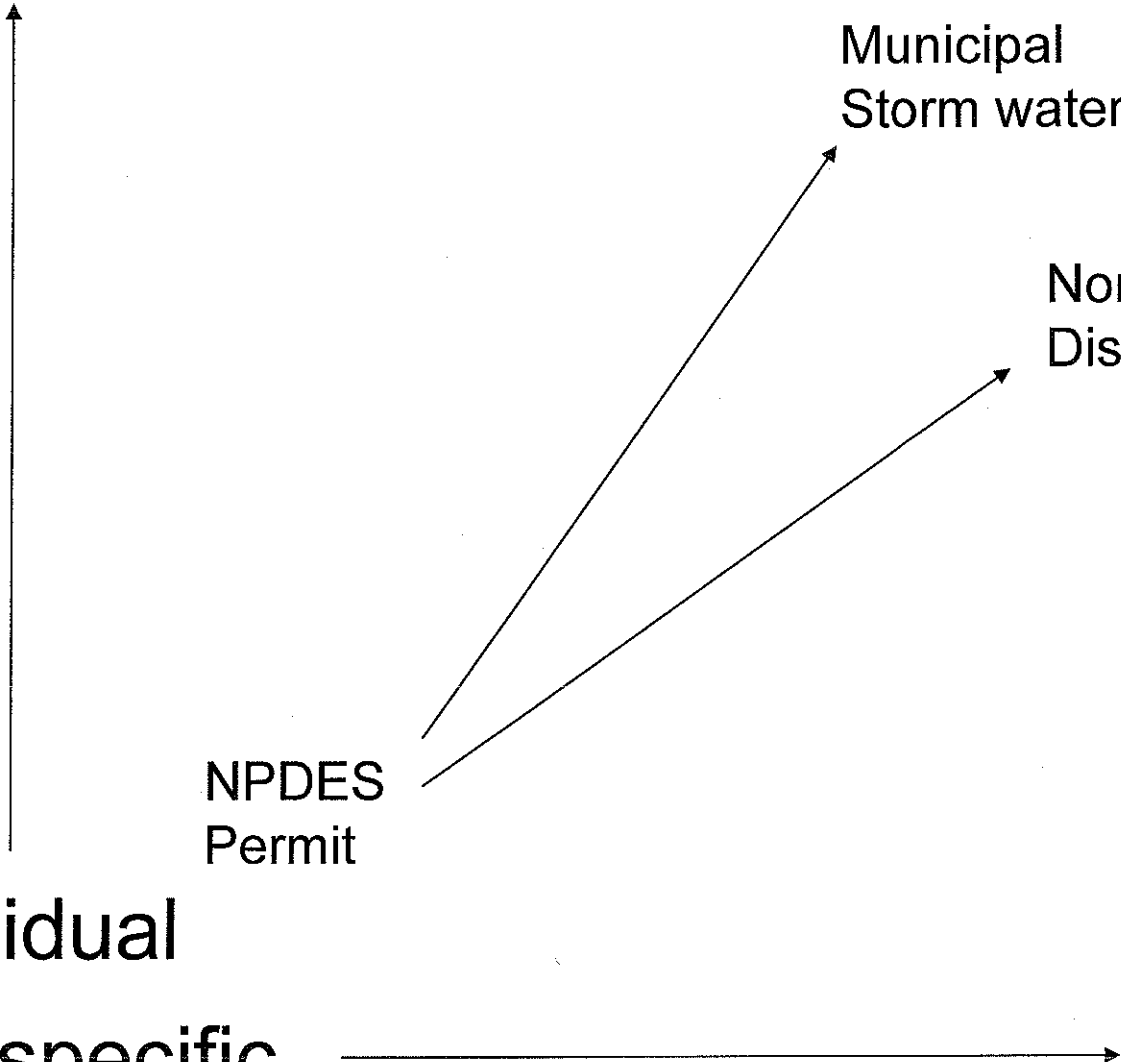 Municipal
Storm water
NPDES
Permit
idual
specific